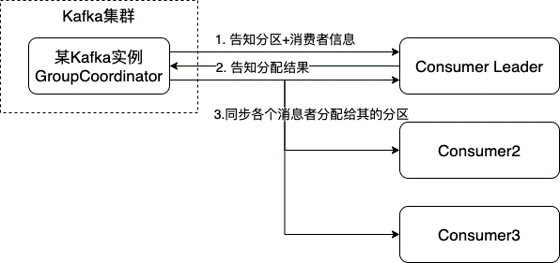 Kafka集群
某Kafka实例
GroupCoordinator
1. 告知分区+消费者信息
2. 告知分配结果
Consumer Leader
3.同步各个消息者分配给其的分区
Consumer2
Consumer3